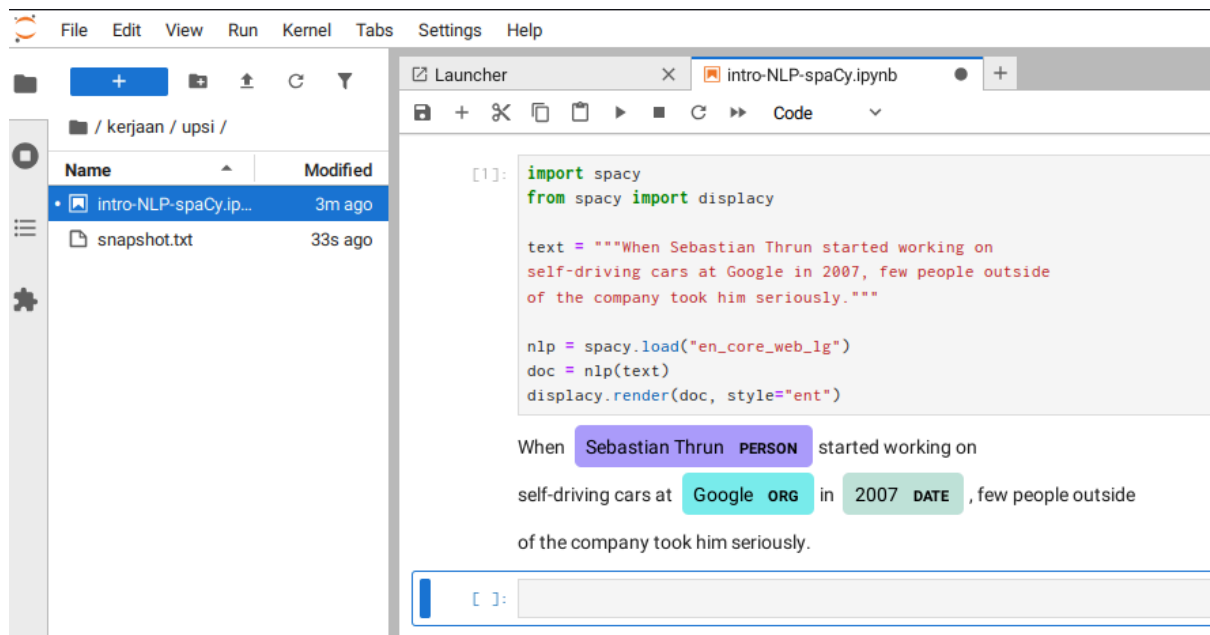 File Edit View Run Kernel Tabs Settings Help
+
/ kerjaan / upsi /
Name Modified
intro-NLP-spaCy.ip... 3m ago
snapshot.txt 33s ago
Launcher
intro-NLP-spaCy.ipynb
Code
[1]:
import spacy
from spacy import displacy
text = """When Sebastian Thrun started working on
self-driving cars at Google in 2007, few people outside
of the company took him seriously."""
nlp = spacy.load("en_core_web_lg")
doc = nlp(text)
displacy.render(doc, style="ent")
When Sebastian Thrun PERSON started working on
self-driving cars at Google ORG in 2007 DATE , few people outside
of the company took him seriously.
[ ]: